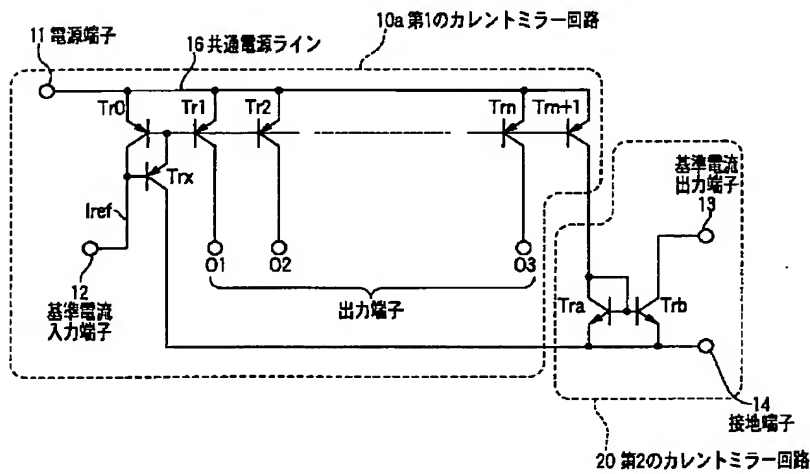 10a 第1のカレントミラー回路
11 電源端子
16 共通電源ライン
Tr0
Tr1
Tr2
Trn
Trn+1
Trx
Iref
基準電流
出力端子
13
12
基準電流
入力端子
O1
O2
O3
出力端子
Tra
Trb
14
接地端子
20 第2のカレントミラー回路